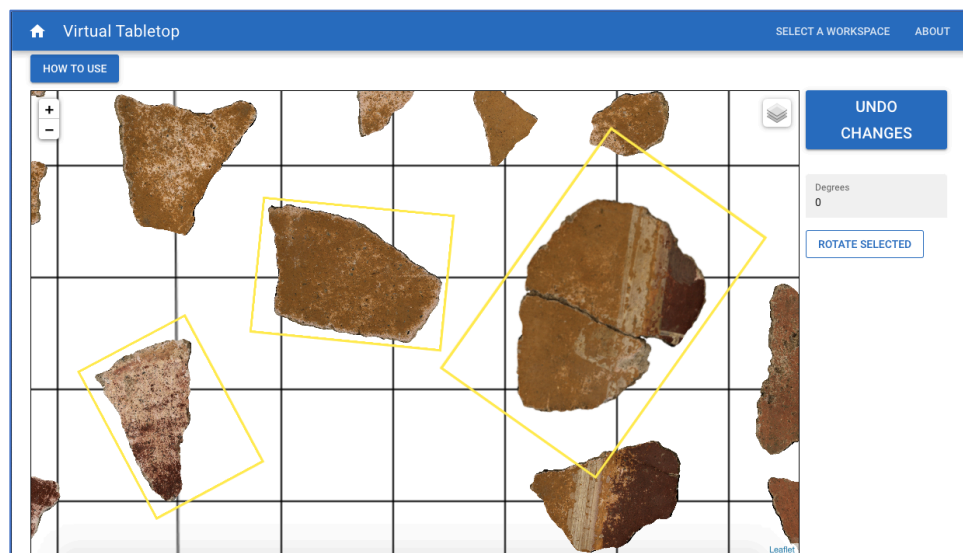 Virtual Tabletop
SELECT A WORKSPACE
ABOUT
HOW TO USE
+
−
UNDO
CHANGES
Degrees
0
ROTATE SELECTED
Leaflet